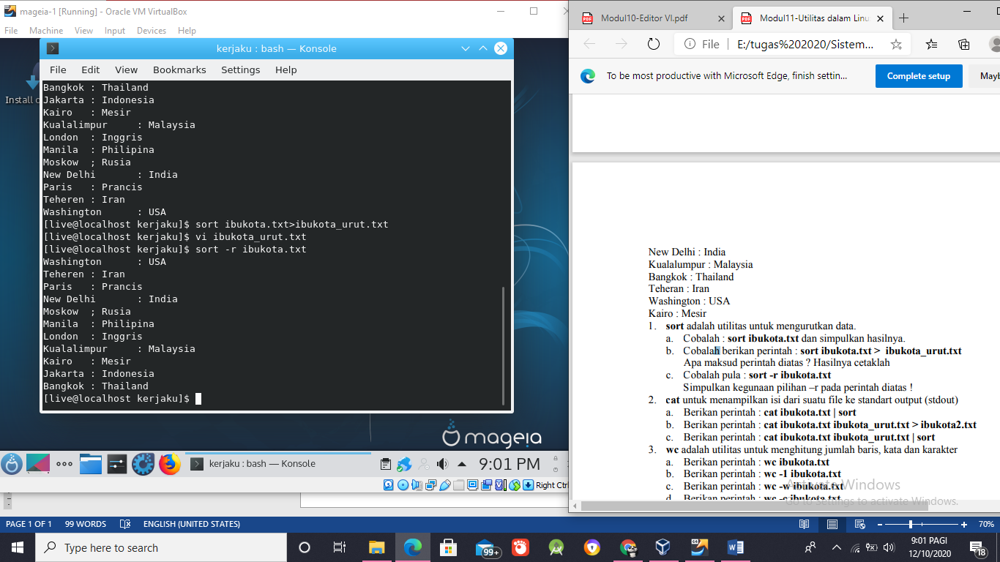 mageia-1 [Running] - Oracle VM VirtualBox
File Machine View Input Devices Help
Install
kerjaku : bash — Konsole
File Edit View Bookmarks Settings Help
Bangkok : Thailand
Jakarta : Indonesia
Kairo : Mesir
Kualalimpur : Malaysia
London : Inggris
Manila : Philipina
Moskow ; Rusia
New Delhi : India
Paris : Prancis
Teheren : Iran
Washington : USA
[live@localhost kerjaku]$ sort ibukota.txt>ibukota_urut.txt
[live@localhost kerjaku]$ vi ibukota_urut.txt
[live@localhost kerjaku]$ sort -r ibukota.txt
Washington : USA
Teheren : Iran
Paris : Prancis
New Delhi : India
Moskow ; Rusia
Manila : Philipina
London : Inggris
Kualalimpur : Malaysia
Kairo : Mesir
Jakarta : Indonesia
Bangkok : Thailand
[live@localhost kerjaku]$
mageia
kerjaku : bash — Konsole
9:01 PM
Right Ctrl
Modul10-Editor VI.pdf
Modul11-Utilitas dalam Linu
File E:/tugas%202020/Sistem...
To be most productive with Microsoft Edge, finish settin...
Complete setup
Mayb
New Delhi : India
Kualalumpur : Malaysia
Bangkok : Thailand
Teheran : Iran
Washington : USA
Kairo : Mesir
1. sort adalah utilitas untuk mengurutkan data.
a. Cobalah : sort ibukota.txt dan simpulkan hasilnya.
b. Cobalah berikan perintah : sort ibukota.txt > ibukota_urut.txt
Apa maksud perintah diatas ? Hasilnya cetaklah
c. Cobalah pula : sort -r ibukota.txt
Simpulkan kegunaan pilihan –r pada perintah diatas !
2. cat untuk menampilkan isi dari suatu file ke standart output (stdout)
a. Berikan perintah : cat ibukota.txt | sort
b. Berikan perintah : cat ibukota.txt ibukota_urut.txt > ibukota2.txt
c. Berikan perintah : cat ibukota.txt ibukota_urut.txt | sort
3. wc adalah utilitas untuk menghitung jumlah baris, kata dan karakter
a. Berikan perintah : wc ibukota.txt
b. Berikan perintah : wc -1 ibukota.txt
c. Berikan perintah : wc -w ibukota.txt
d. Berikan perintah : wc -c ibukota.txt
Activate Windows
Go to Settings to activate Windows.
PAGE 1 OF 1 99 WORDS ENGLISH (UNITED STATES)
70%
Type here to search
99+
9:01 PAGI
12/10/2020
18